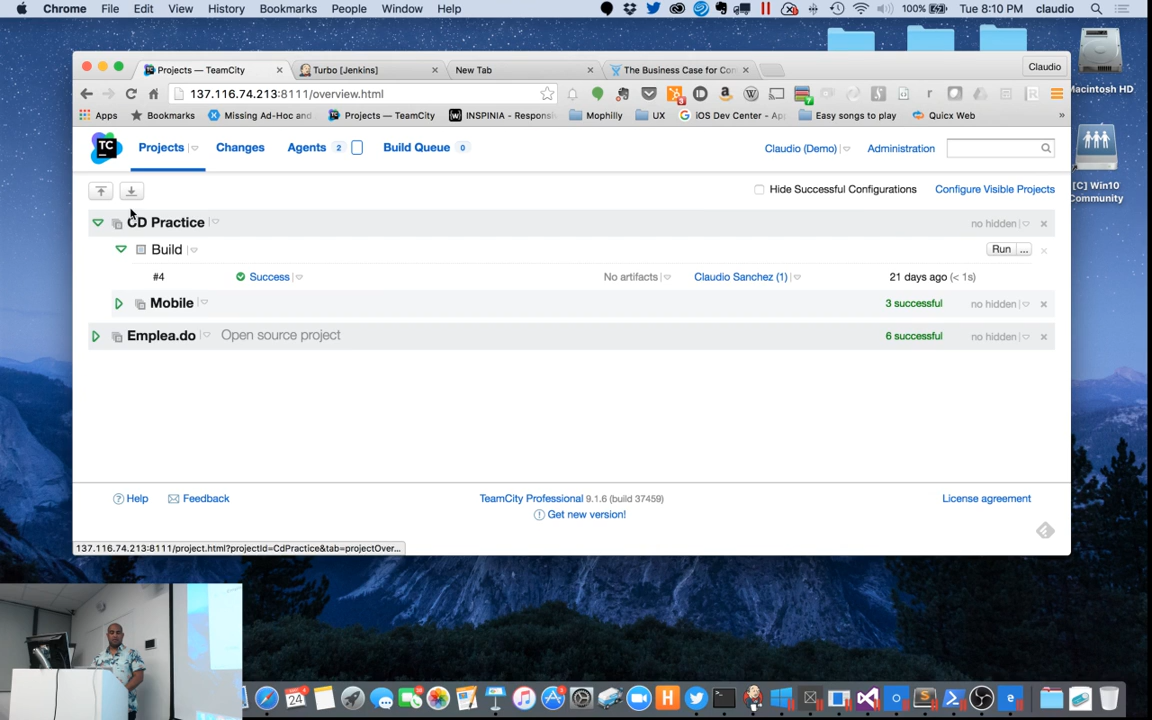 Chrome File Edit View History Bookmarks People Window Help 100% Tue 8:10 PM claudio
Projects — TeamCity Turbo [Jenkins] New Tab The Business Case for Con Claudio
Macintosh HD
137.116.74.213:8111/overview.html
Apps Bookmarks Missing Ad-Hoc and Projects — TeamCity INSPINIA - Respons Mophilly UX iOS Dev Center - Ap Easy songs to play Quicx Web »
TC Projects Changes Agents 2 Build Queue 0 Claudio (Demo) Administration
[C] Win10 Community
Hide Successful Configurations Configure Visible Projects
CD Practice no hidden
Build Run ...
#4 Success No artifacts Claudio Sanchez (1) 21 days ago (< 1s)
Mobile 3 successful no hidden
Emplea.do Open source project 6 successful no hidden
Help Feedback TeamCity Professional 9.1.6 (build 37459) License agreement
Get new version!
137.116.74.213:8111/project.html?projectId=CdPractice&tab=projectOver...
24